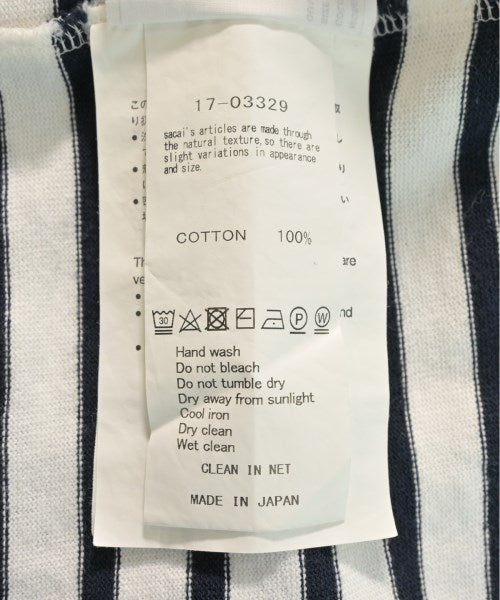 17-03329
sacai's articles are made through
the natural texture, so there are
slight variations in appearance
and size.
COTTON 100%
30 P W
Hand wash
Do not bleach
Do not tumble dry
Dry away from sunlight
Cool iron
Dry clean
Wet clean
CLEAN IN NET
MADE IN JAPAN